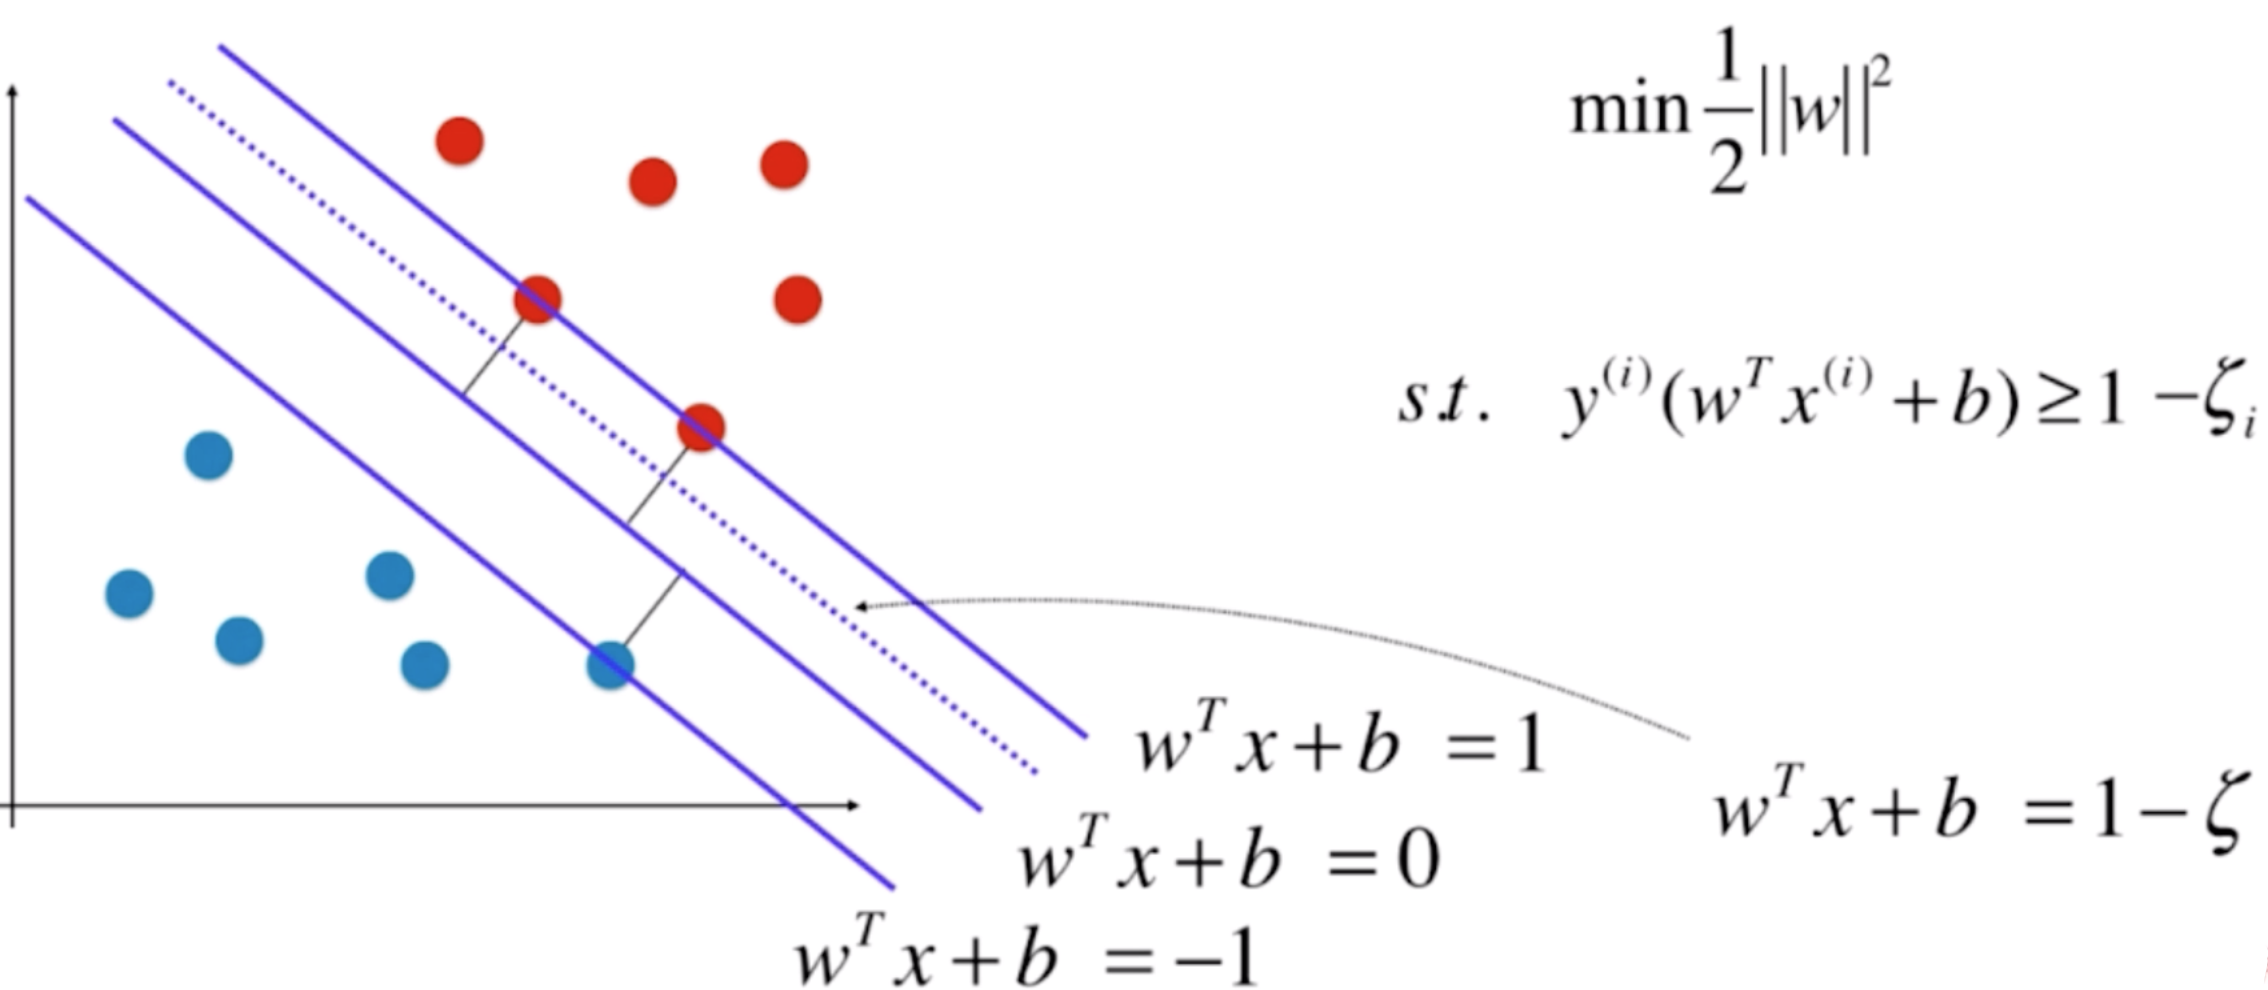 min 1/2 ||w||²
s.t. y⁽ⁱ⁾(wᵀx⁽ⁱ⁾ + b) ≥ 1 − ζᵢ
wᵀx + b = 1
wᵀx + b = 1 − ζ
wᵀx + b = 0
wᵀx + b = −1